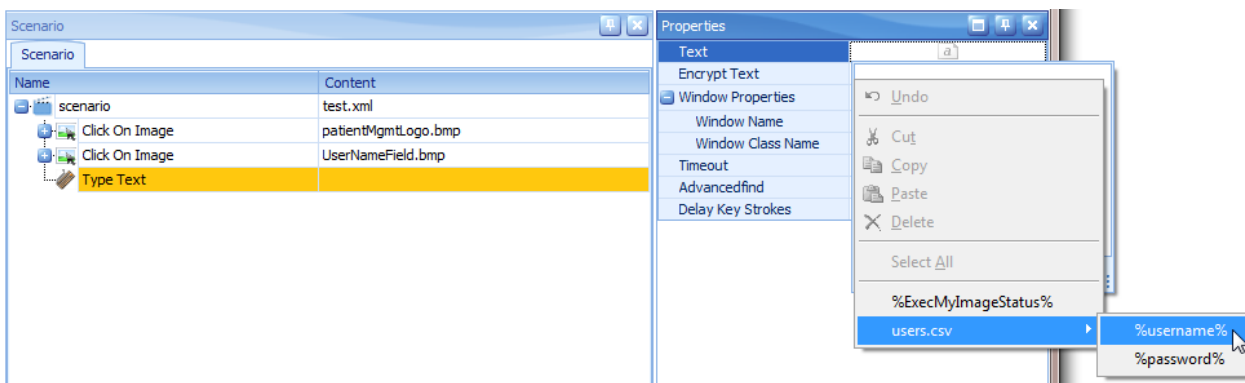 Scenario
Scenario
Name Content
scenario test.xml
Click On Image patientMgmtLogo.bmp
Click On Image UserNameField.bmp
Type Text
Properties
Text a
Encrypt Text
Window Properties
Window Name
Window Class Name
Timeout
Advancedfind
Delay Key Strokes
Undo
Cut
Copy
Paste
Delete
Select All
%ExecMyImageStatus%
users.csv
%username%
%password%